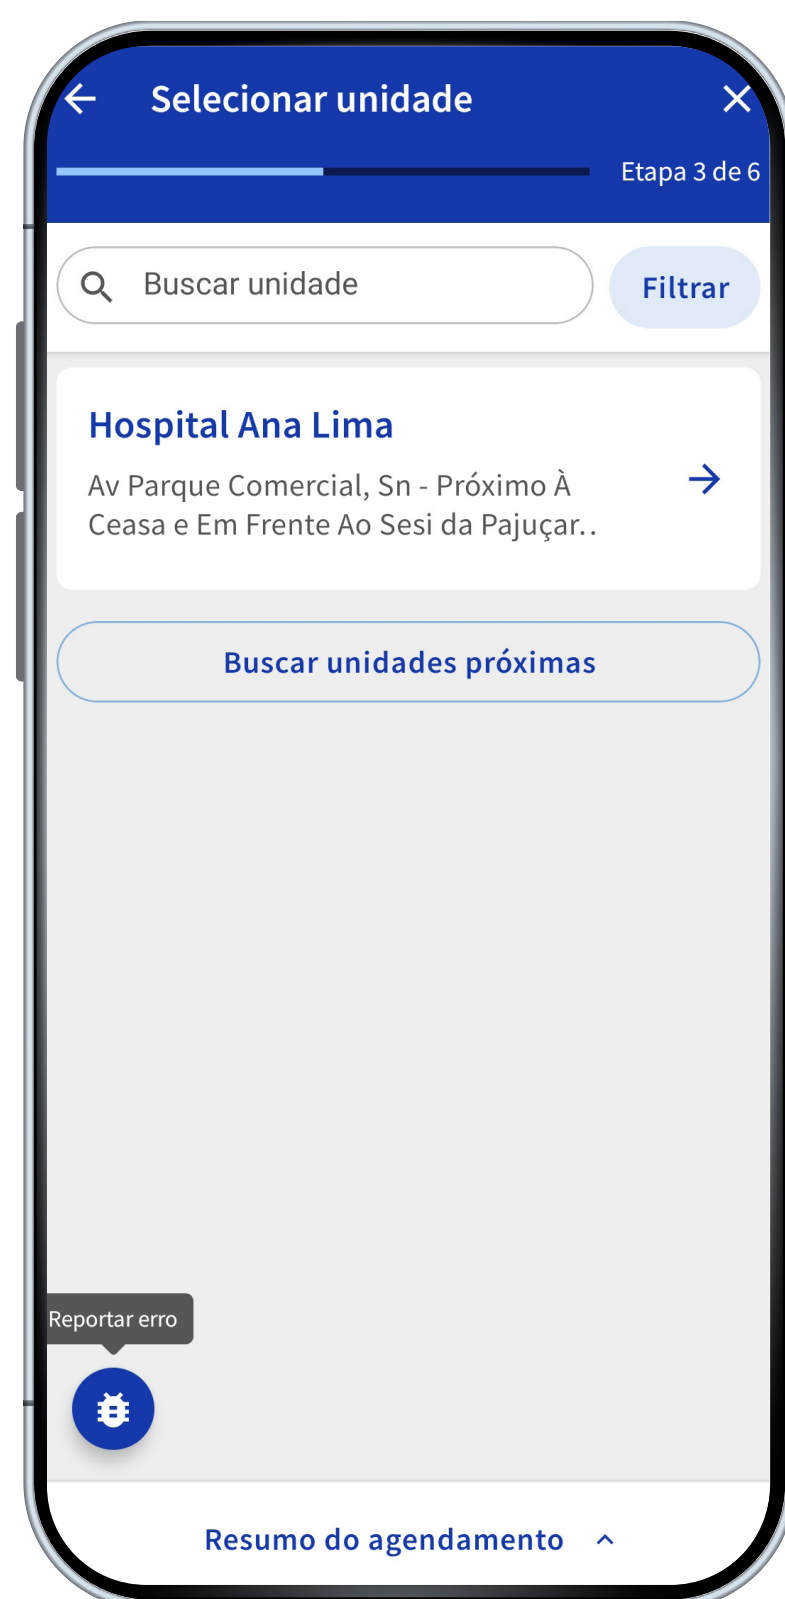 Selecionar unidade
Etapa 3 de 6
Buscar unidade
Filtrar
Hospital Ana Lima
Av Parque Comercial, Sn - Próximo À
Ceasa e Em Frente Ao Sesi da Pajuçar..
Buscar unidades próximas
Reportar erro
Resumo do agendamento